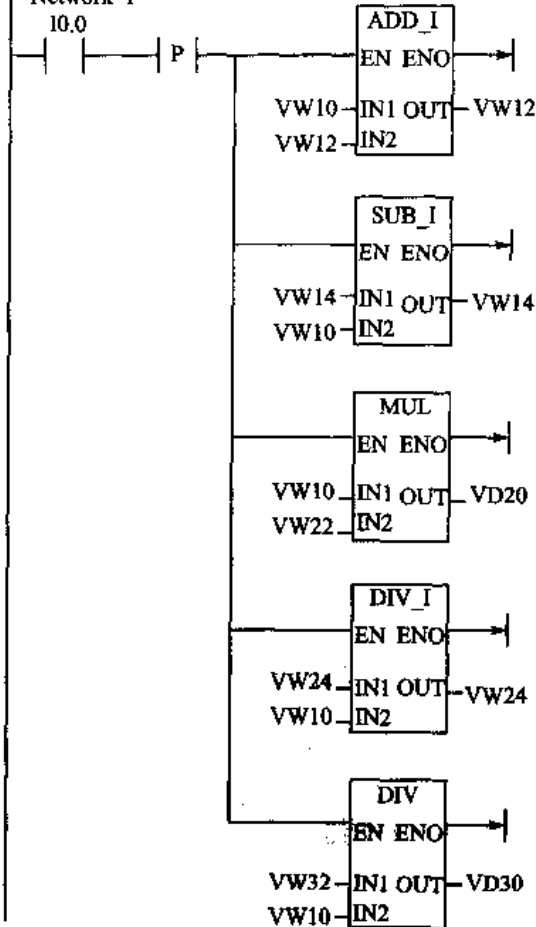 Network 1
I0.0
P
ADD_I
EN ENO
VW10 IN1 OUT VW12
VW12 IN2
SUB_I
EN ENO
VW14 IN1 OUT VW14
VW10 IN2
MUL
EN ENO
VW10 IN1 OUT VD20
VW22 IN2
DIV_I
EN ENO
VW24 IN1 OUT VW24
VW10 IN2
DIV
EN ENO
VW32 IN1 OUT VD30
VW10 IN2